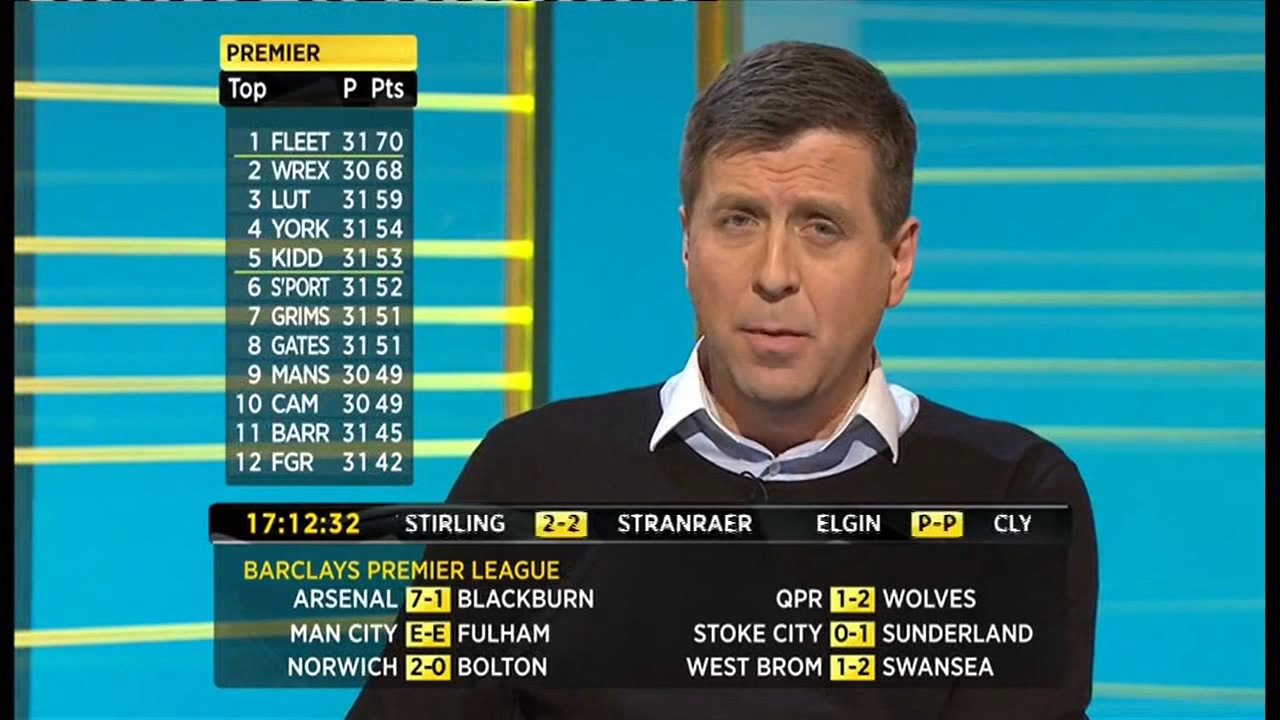 PREMIER
Top P Pts
1 FLEET 31 70
2 WREX 30 68
3 LUT 31 59
4 YORK 31 54
5 KIDD 31 53
6 S'PORT 31 52
7 GRIMS 31 51
8 GATES 31 51
9 MANS 30 49
10 CAM 30 49
11 BARR 31 45
12 FGR 31 42
17:12:32 STIRLING 2-2 STRANRAER ELGIN P-P CLY
BARCLAYS PREMIER LEAGUE
ARSENAL 7-1 BLACKBURN QPR 1-2 WOLVES
MAN CITY E-E FULHAM STOKE CITY 0-1 SUNDERLAND
NORWICH 2-0 BOLTON WEST BROM 1-2 SWANSEA